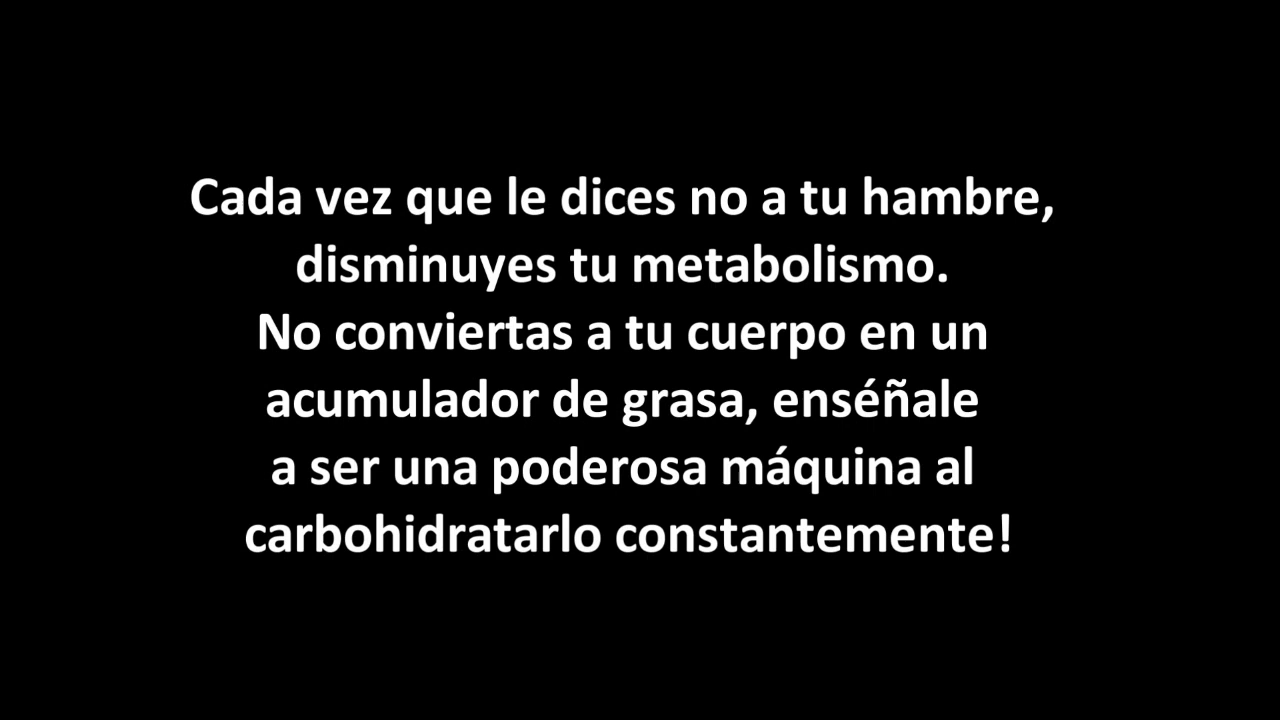 Cada vez que le dices no a tu hambre,
disminuyes tu metabolismo.
No conviertas a tu cuerpo en un
acumulador de grasa, enséñale
a ser una poderosa máquina al
carbohidratarlo constantemente!